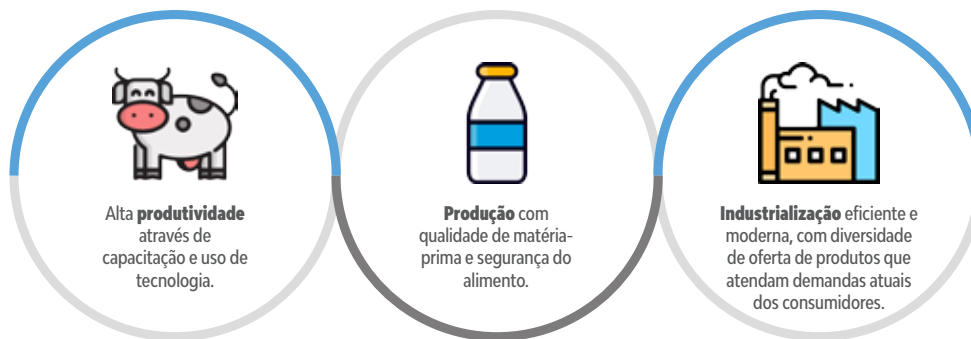 Alta produtividade
através de
capacitação e uso de
tecnologia.
Produção com
qualidade de matéria-
prima e segurança do
alimento.
Industrialização eficiente e
moderna, com diversidade
de oferta de produtos que
atendam demandas atuais
dos consumidores.